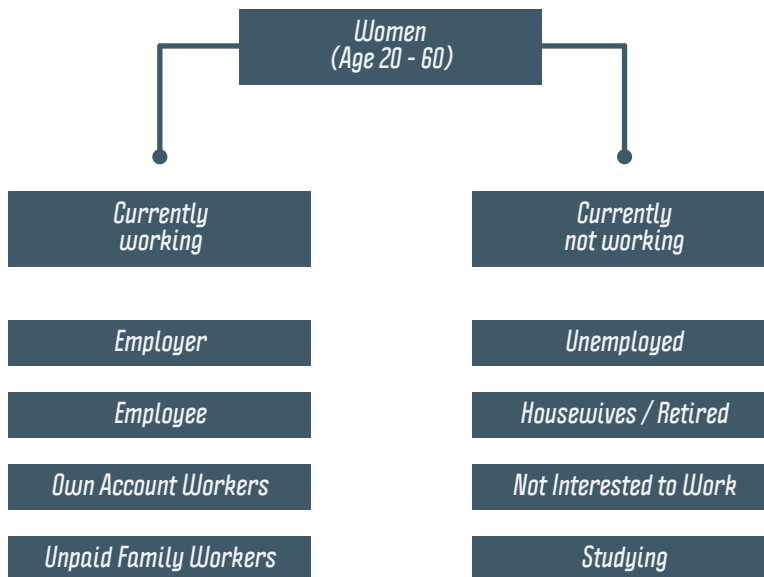 Women
(Age 20 - 60)
Currently
working
Currently
not working
Employer
Unemployed
Employee
Housewives / Retired
Own Account Workers
Not Interested to Work
Unpaid Family Workers
Studying